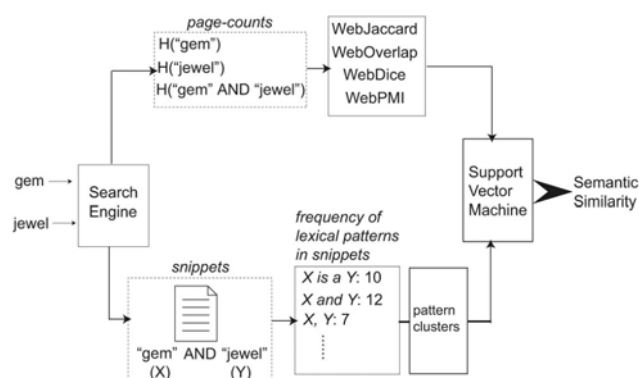 page-counts
H("gem")
H("jewel")
H("gem" AND "jewel")
WebJaccard
WebOverlap
WebDice
WebPMI
gem
jewel
Search
Engine
Support
Vector
Machine
Semantic
Similarity
snippets
"gem" AND "jewel"
(X) (Y)
frequency of
lexical patterns
in snippets
X is a Y: 10
X and Y: 12
X, Y: 7
pattern
clusters